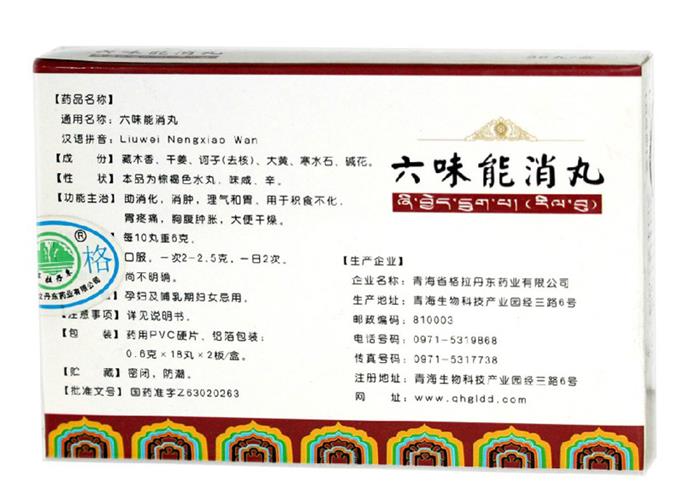 六味能消丸
【药品名称】
通用名称：六味能消丸
汉语拼音：Liuwei Nengxiao Wan
【成　份】藏木香、干姜、诃子(去核)、大黄、寒水石、碱花。
【性　状】本品为棕褐色水丸，味咸、辛。
【功能主治】助消化，消肿，理气和胃。用于积食不化，
胃疼痛，胸腹肿胀，大便干燥。
每10丸重6克。
口服，一次2-2.5克，一日2次。
尚不明确。
孕妇及哺乳期妇女忌用。
注意事项】详见说明书。
【包　装】药用PVC硬片、铝箔包装；
0.6克×18丸×2板/盒。
【贮　藏】密闭，防潮。
【批准文号】国药准字Z63020263
®
格
丹东药业有限
六味能消丸
ཞི་བྱེད་དྲུག་པ། (རིལ་བུ)
【生产企业】
企业名称：青海省格拉丹东药业有限公司
生产地址：青海生物科技产业园经三路6号
邮政编码：810003
电话号码：0971-5319868
传真号码：0971-5317738
注册地址：青海生物科技产业园经三路6号
网　　址：www.qhgldd.com